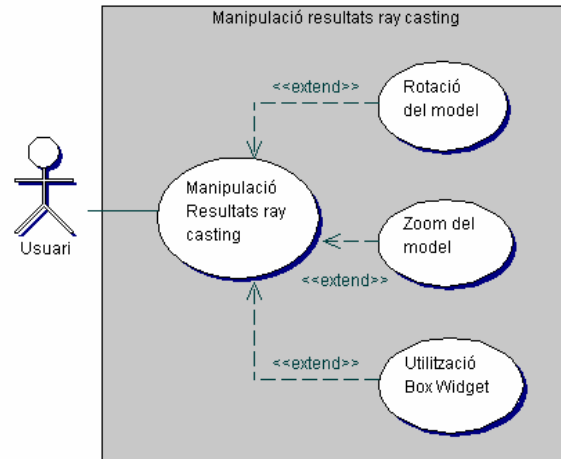 Manipulació resultats ray casting
<<extend>>
Rotació
del model
Manipulació
Resultats ray
casting
Usuari
Zoom del
model
<<extend>>
<<extend>>
Utilització
Box Widget